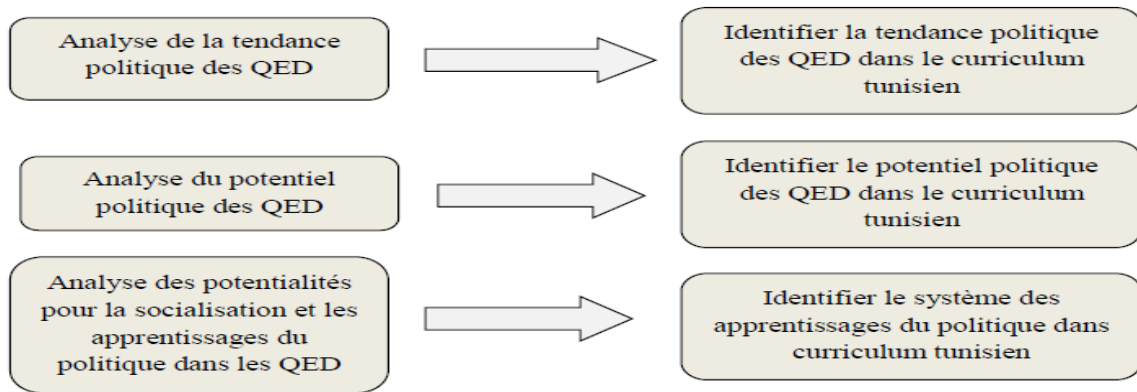 Analyse de la tendance
politique des QED
Identifier la tendance politique
des QED dans le curriculum
tunisien
Analyse du potentiel
politique des QED
Identifier le potentiel politique
des QED dans le curriculum
tunisien
Analyse des potentialités
pour la socialisation et les
apprentissages du
politique dans les QED
Identifier le système des
apprentissages du politique dans
curriculum tunisien